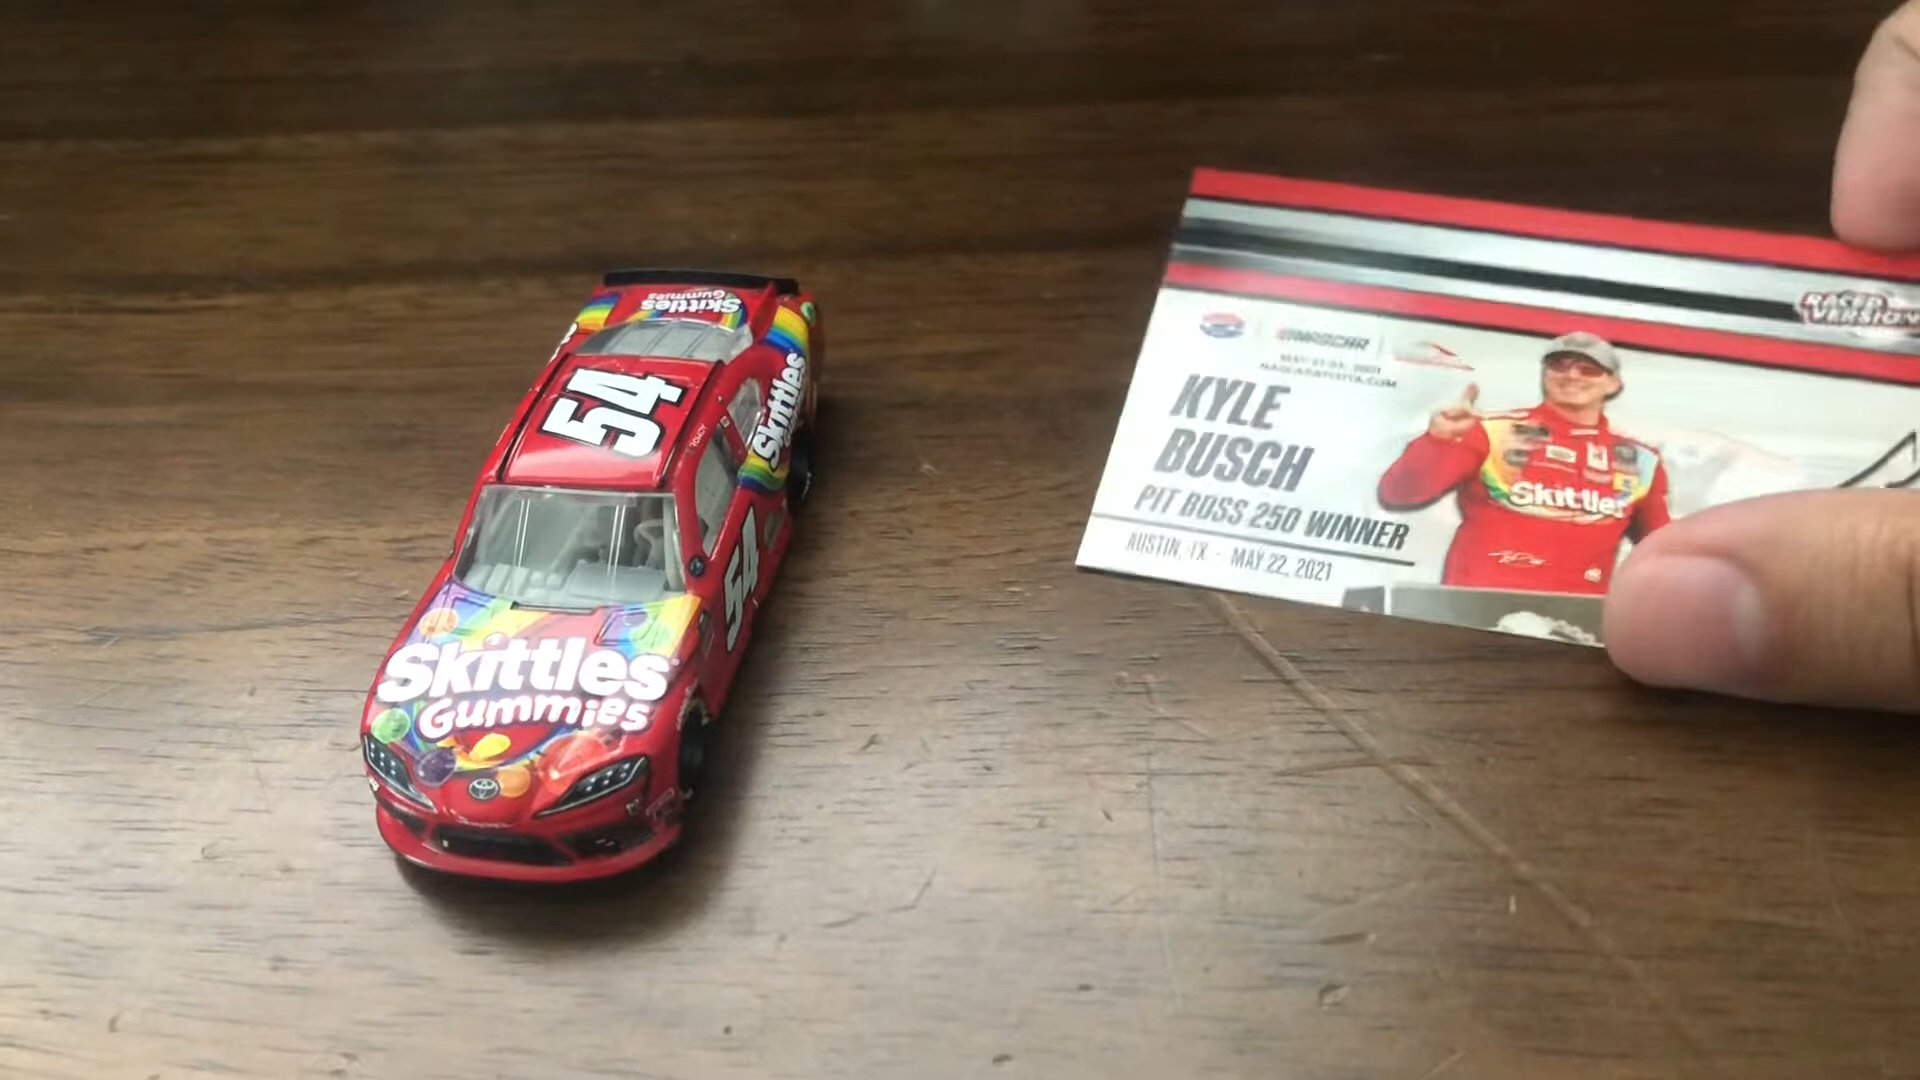 Skittles
Gummies
54
Skittles
54
Skittles
Gummies
RACED
VERSION
NASCAR
KYLE
BUSCH
PIT BOSS 250 WINNER
AUSTIN, TX - MAY 22, 2021
Skittles